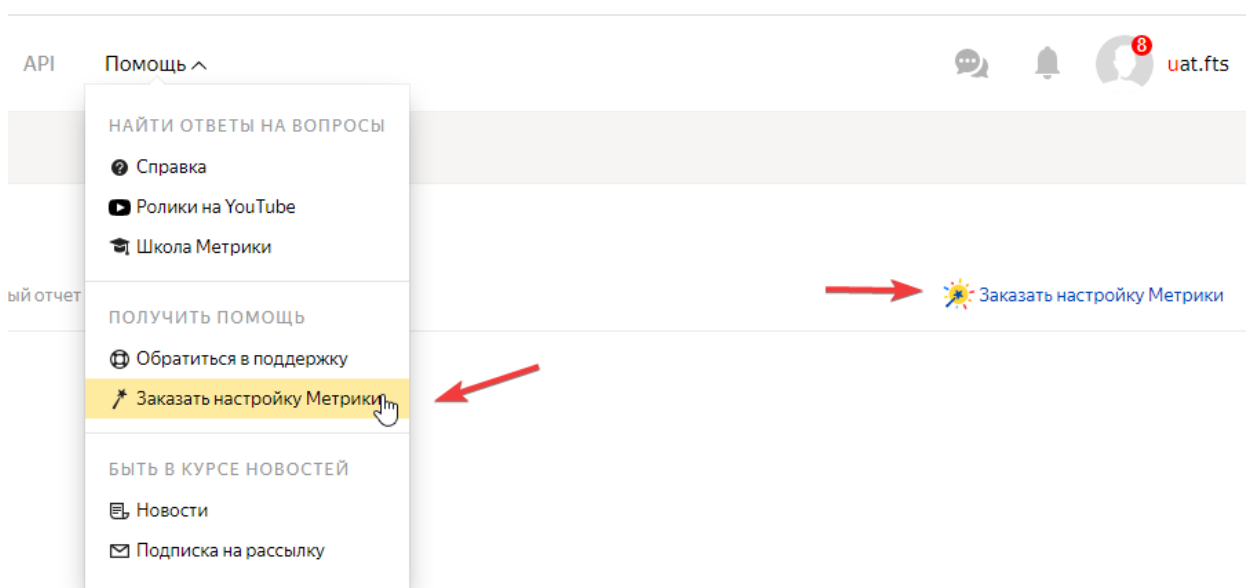 API Помощь
8
uat.fts
НАЙТИ ОТВЕТЫ НА ВОПРОСЫ
Справка
Ролики на YouTube
Школа Метрики
ый отчет
Заказать настройку Метрики
ПОЛУЧИТЬ ПОМОЩЬ
Обратиться в поддержку
Заказать настройку Метрики
БЫТЬ В КУРСЕ НОВОСТЕЙ
Новости
Подписка на рассылку